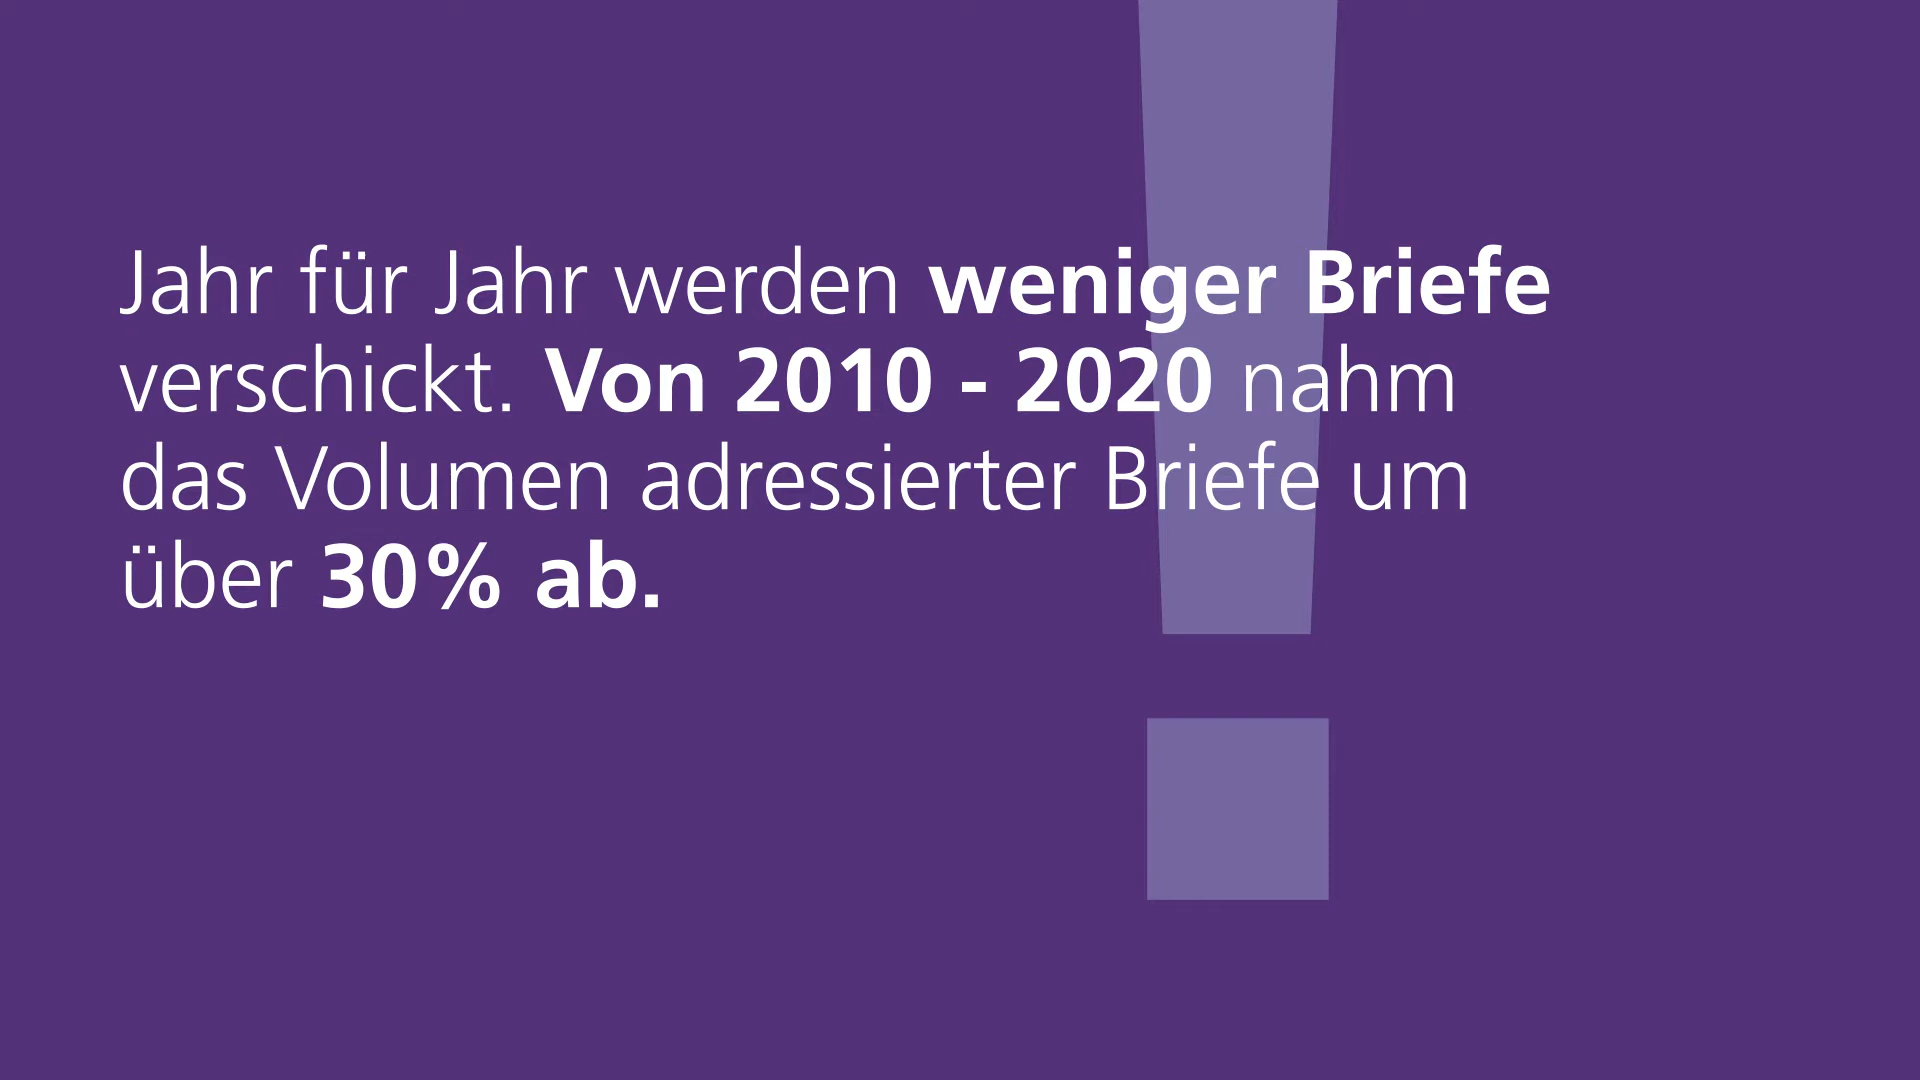 Jahr für Jahr werden weniger Briefe
verschickt. Von 2010 - 2020 nahm
das Volumen adressierter Briefe um
über 30% ab.